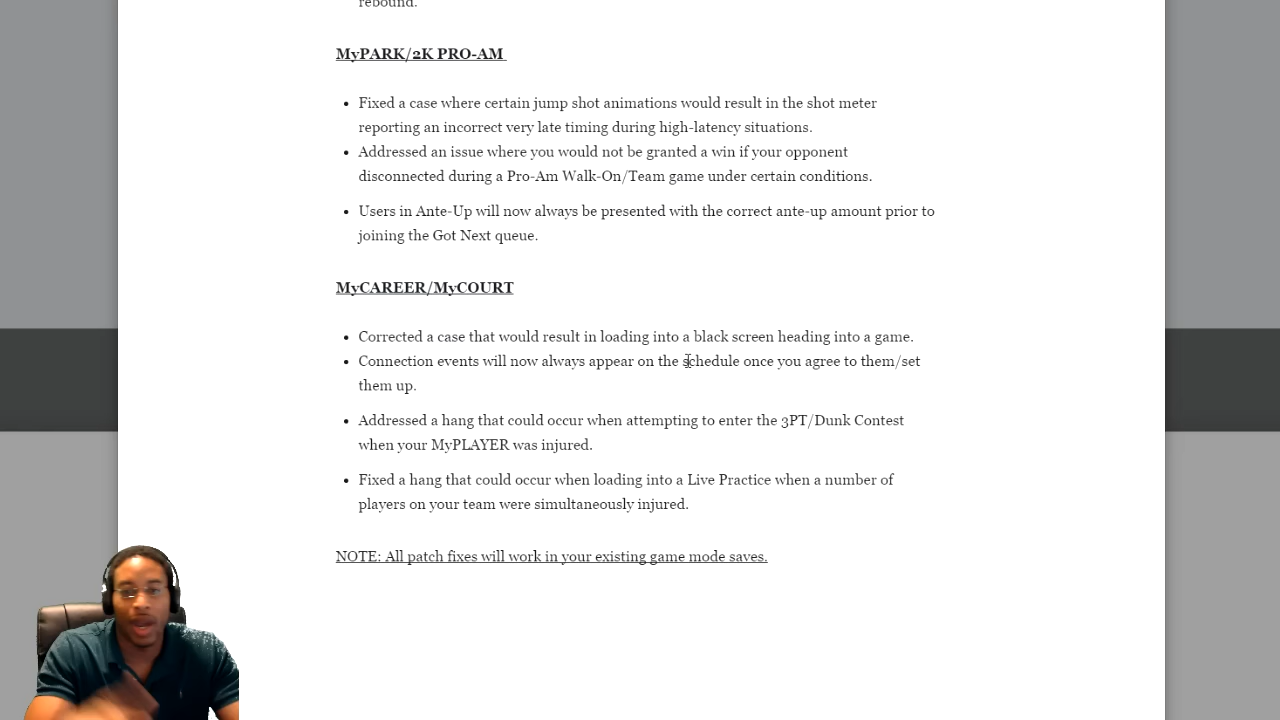 rebound.
MyPARK/2K PRO-AM
Fixed a case where certain jump shot animations would result in the shot meter
reporting an incorrect very late timing during high-latency situations.
Addressed an issue where you would not be granted a win if your opponent
disconnected during a Pro-Am Walk-On/Team game under certain conditions.
Users in Ante-Up will now always be presented with the correct ante-up amount prior to
joining the Got Next queue.
MyCAREER/MyCOURT
Corrected a case that would result in loading into a black screen heading into a game.
Connection events will now always appear on the schedule once you agree to them/set
them up.
Addressed a hang that could occur when attempting to enter the 3PT/Dunk Contest
when your MyPLAYER was injured.
Fixed a hang that could occur when loading into a Live Practice when a number of
players on your team were simultaneously injured.
NOTE: All patch fixes will work in your existing game mode saves.